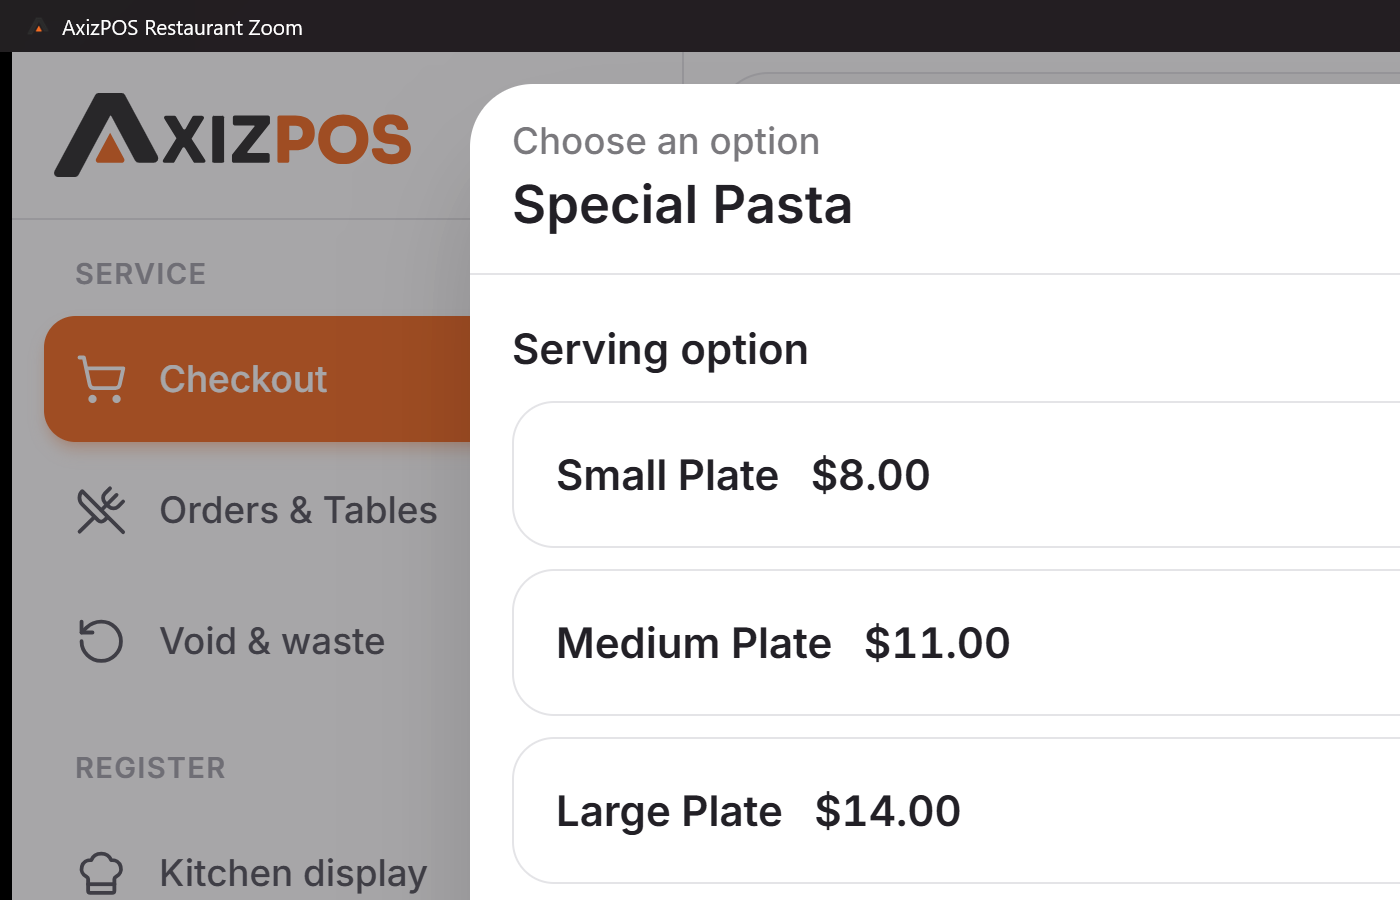 AxizPOS Restaurant Zoom
AXIZPOS
SERVICE
Checkout
Orders & Tables
Void & waste
REGISTER
Kitchen display
Choose an option
Special Pasta
Serving option
Small Plate $8.00
Medium Plate $11.00
Large Plate $14.00